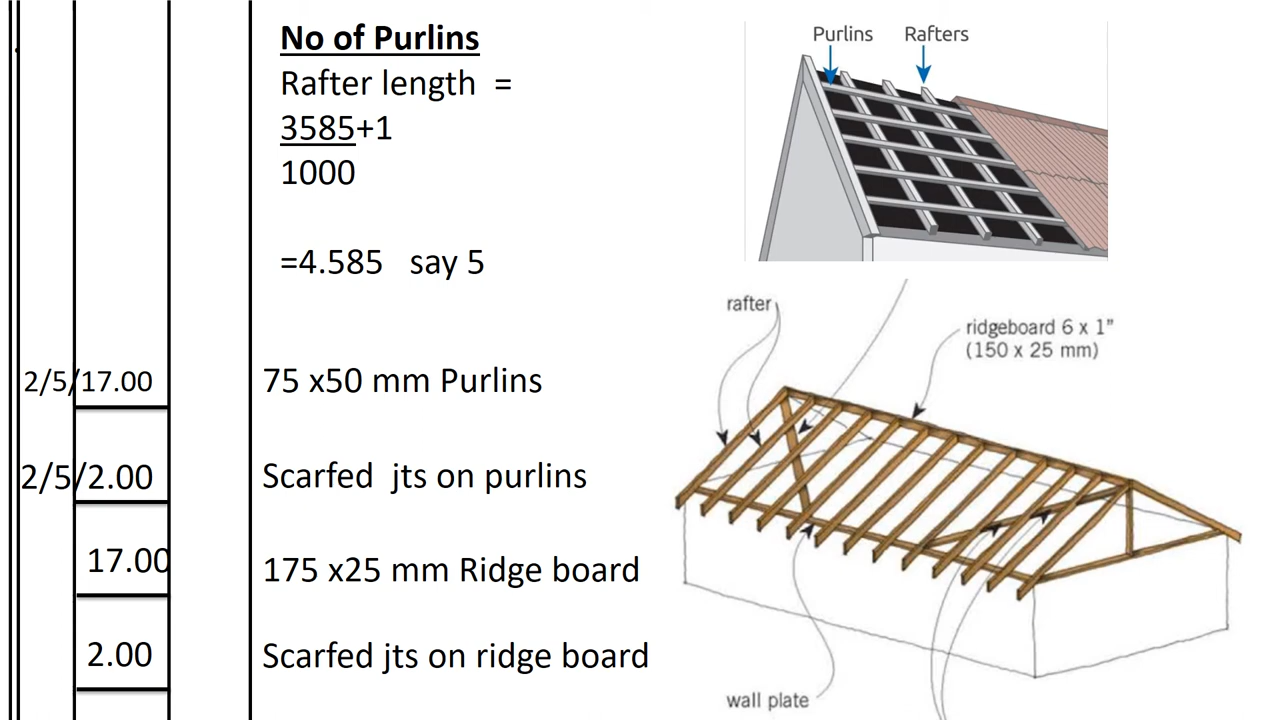 No of Purlins
Rafter length =
3585+1
1000
=4.585 say 5
2/5/17.00 75 x50 mm Purlins
2/5/2.00 Scarfed jts on purlins
17.00 175 x25 mm Ridge board
2.00 Scarfed jts on ridge board
Purlins Rafters
rafter
ridgeboard 6 x 1”
(150 x 25 mm)
wall plate